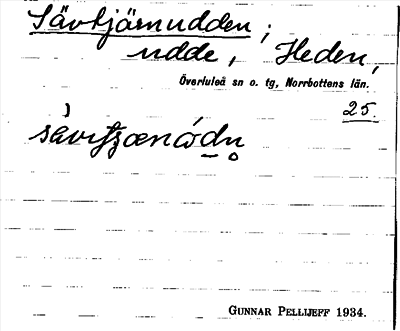 Sävtjärnudden;
udde, Heden,
Överluleå sn o. tg, Norrbottens län.
25.
GUNNAR PELLIJEFF 1934.